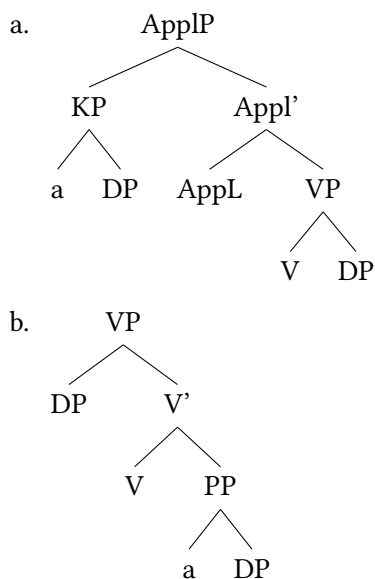 a. ApplP
KP Appl’
a DP AppL VP
V DP
b. VP
DP V’
V PP
a DP